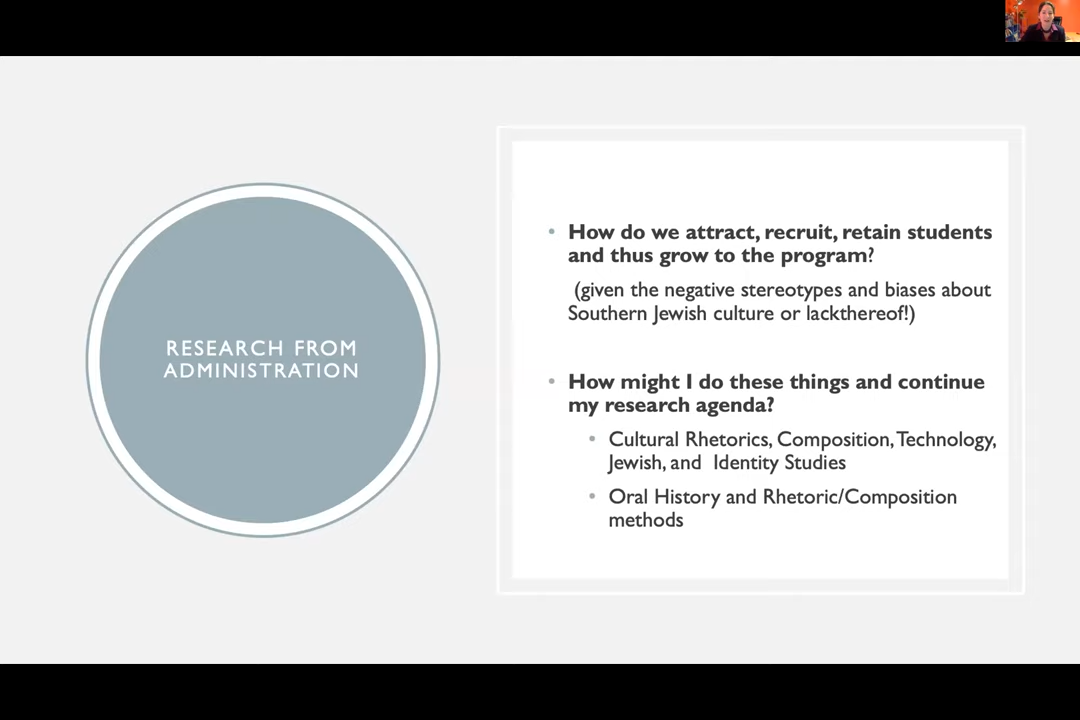 RESEARCH FROM
ADMINISTRATION
• How do we attract, recruit, retain students
and thus grow to the program?
(given the negative stereotypes and biases about
Southern Jewish culture or lackthereof!)
• How might I do these things and continue
my research agenda?
• Cultural Rhetorics, Composition, Technology,
Jewish, and Identity Studies
• Oral History and Rhetoric/Composition
methods